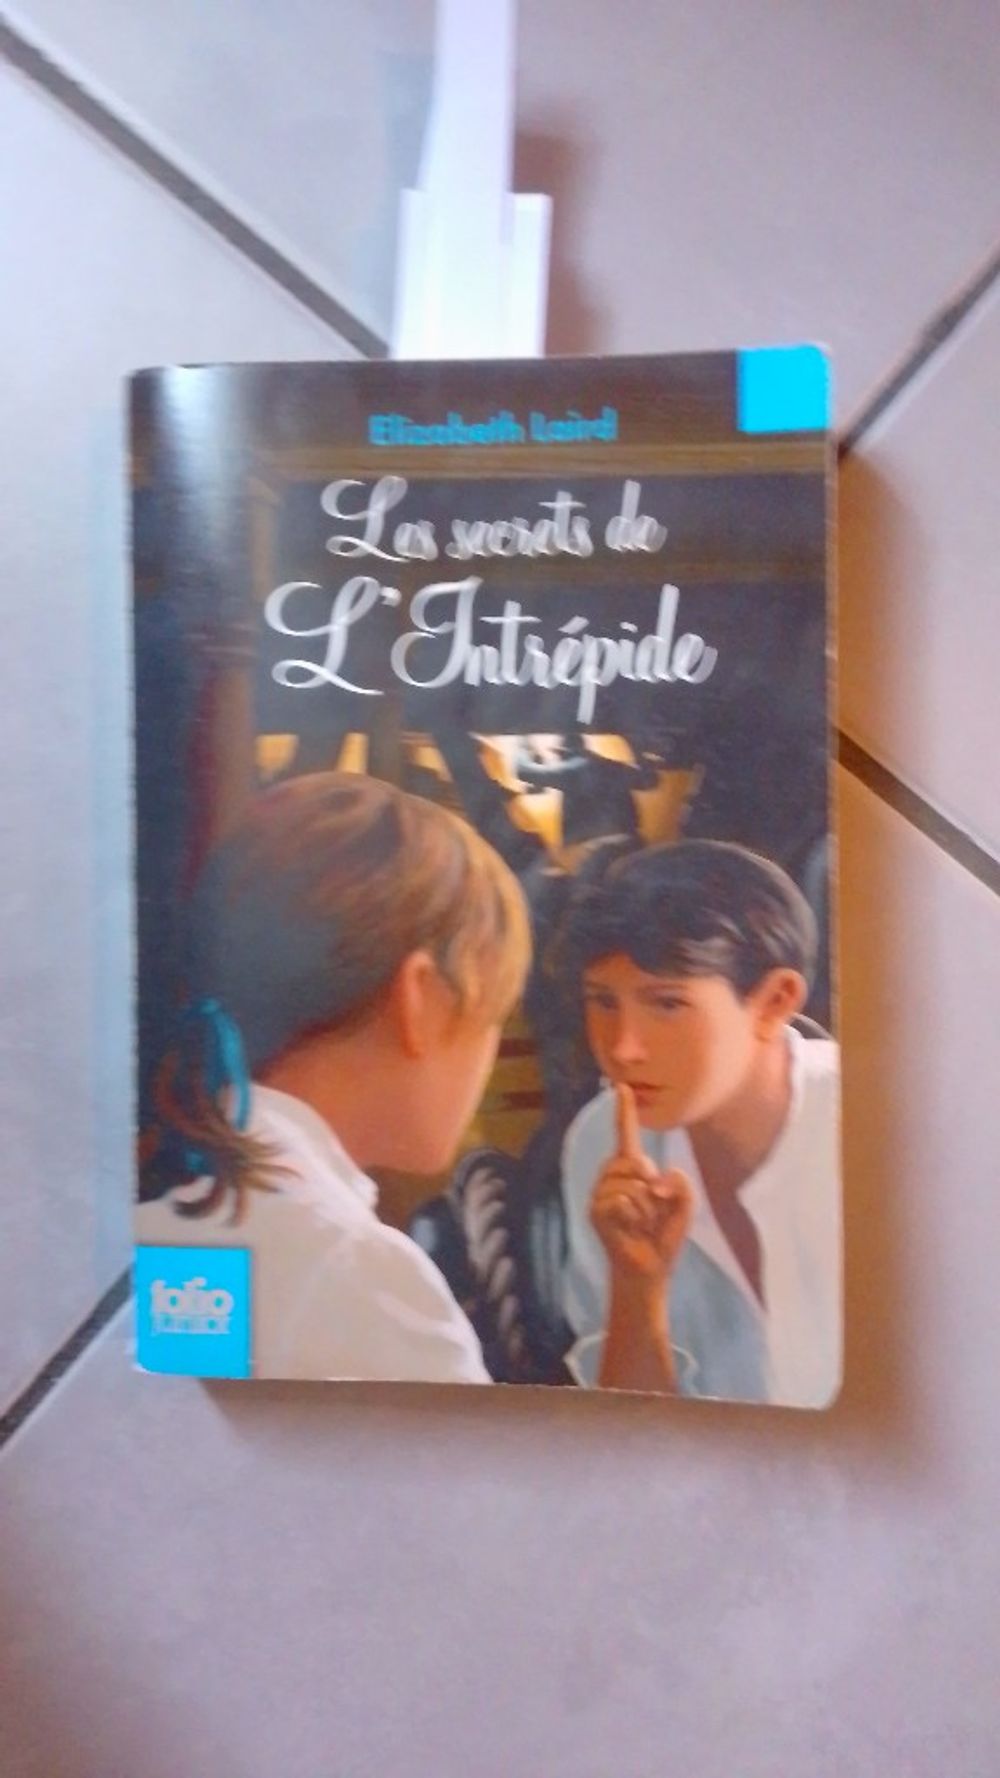 Elizabeth Laird
Les secrets de
L'Intrépide
folio
JUNIOR